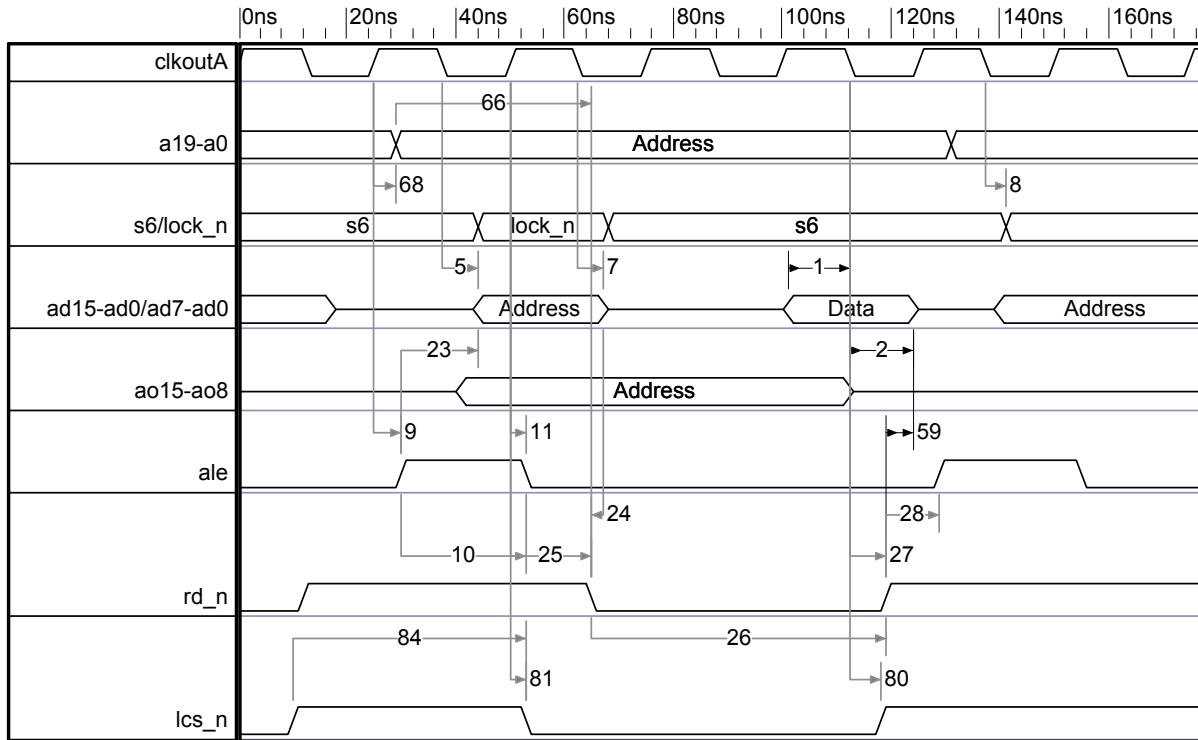 0ns 20ns 40ns 60ns 80ns 100ns 120ns 140ns 160ns
clkoutA
66
a19-a0 Address
68 8
s6/lock_n s6 lock_n s6
5 7 1
ad15-ad0/ad7-ad0 Address Data Address
23 2
ao15-ao8 Address
9 11 59
ale
24 28
10 25 27
rd_n
84 26
81 80
lcs_n